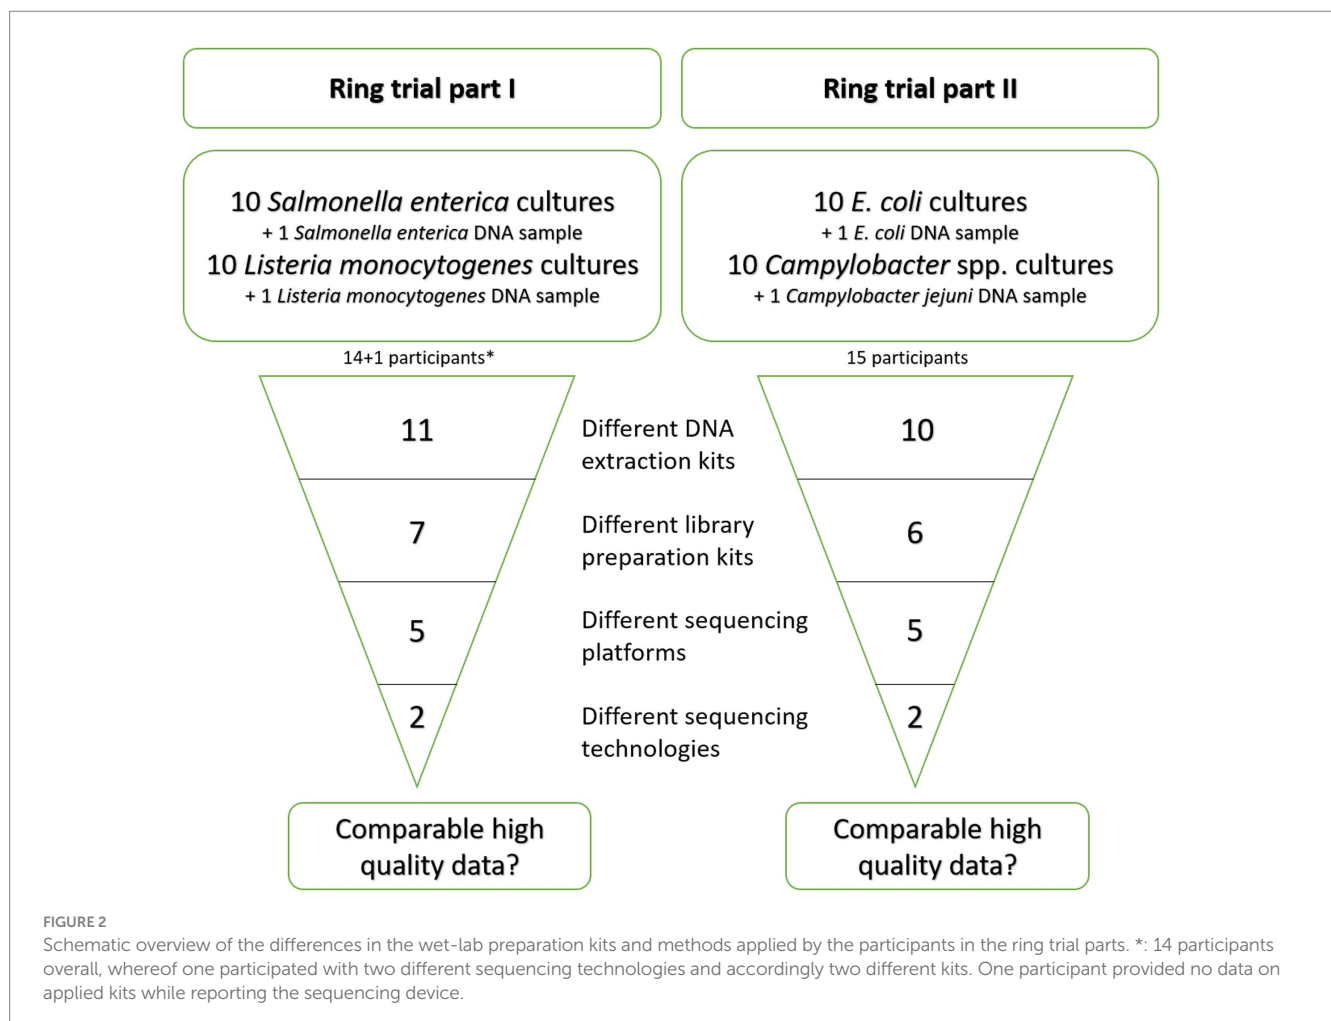 Ring trial part I
Ring trial part II
10 Salmonella enterica cultures
+ 1 Salmonella enterica DNA sample
10 Listeria monocytogenes cultures
+ 1 Listeria monocytogenes DNA sample
10 E. coli cultures
+ 1 E. coli DNA sample
10 Campylobacter spp. cultures
+ 1 Campylobacter jejuni DNA sample
14+1 participants*
15 participants
11
Different DNA
extraction kits
10
7
Different library
preparation kits
6
5
Different sequencing
platforms
5
2
Different sequencing
technologies
2
Comparable high
quality data?
Comparable high
quality data?
FIGURE 2
Schematic overview of the differences in the wet-lab preparation kits and methods applied by the participants in the ring trial parts. *: 14 participants
overall, whereof one participated with two different sequencing technologies and accordingly two different kits. One participant provided no data on
applied kits while reporting the sequencing device.